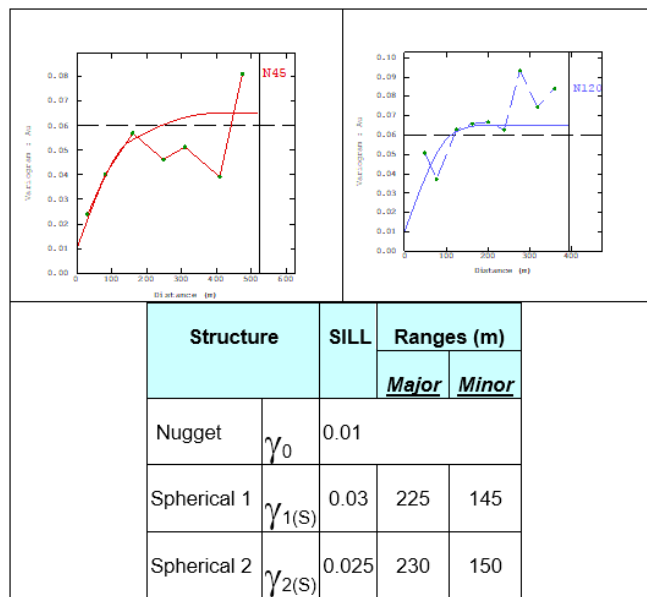 N45
0.08
0.07
0.06
0.05
0.04
0.03
0.02
0.01
0.00
0 100 200 300 400 500 600
Distance (m)
Variogram : Au
N120
0.10
0.09
0.08
0.07
0.06
0.05
0.04
0.03
0.02
0.01
0.00
0 100 200 300 400
Distance (m)
Variogram : Au
Structure SILL Ranges (m)
Major Minor
Nugget γ0 0.01
Spherical 1 γ1(S) 0.03 225 145
Spherical 2 γ2(S) 0.025 230 150